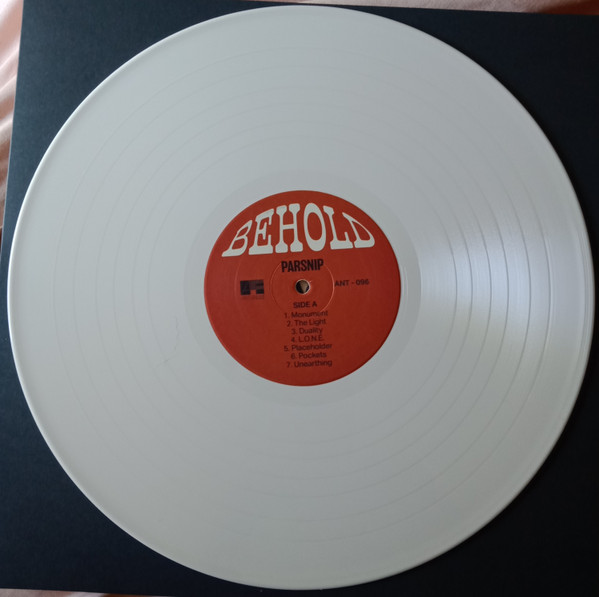 BEHOLD
PARSNIP
ANT - 096
SIDE A
1. Monument
2. The Light
3. Duality
4. L.O.N.E.
5. Placeholder
6. Pockets
7. Unearthing